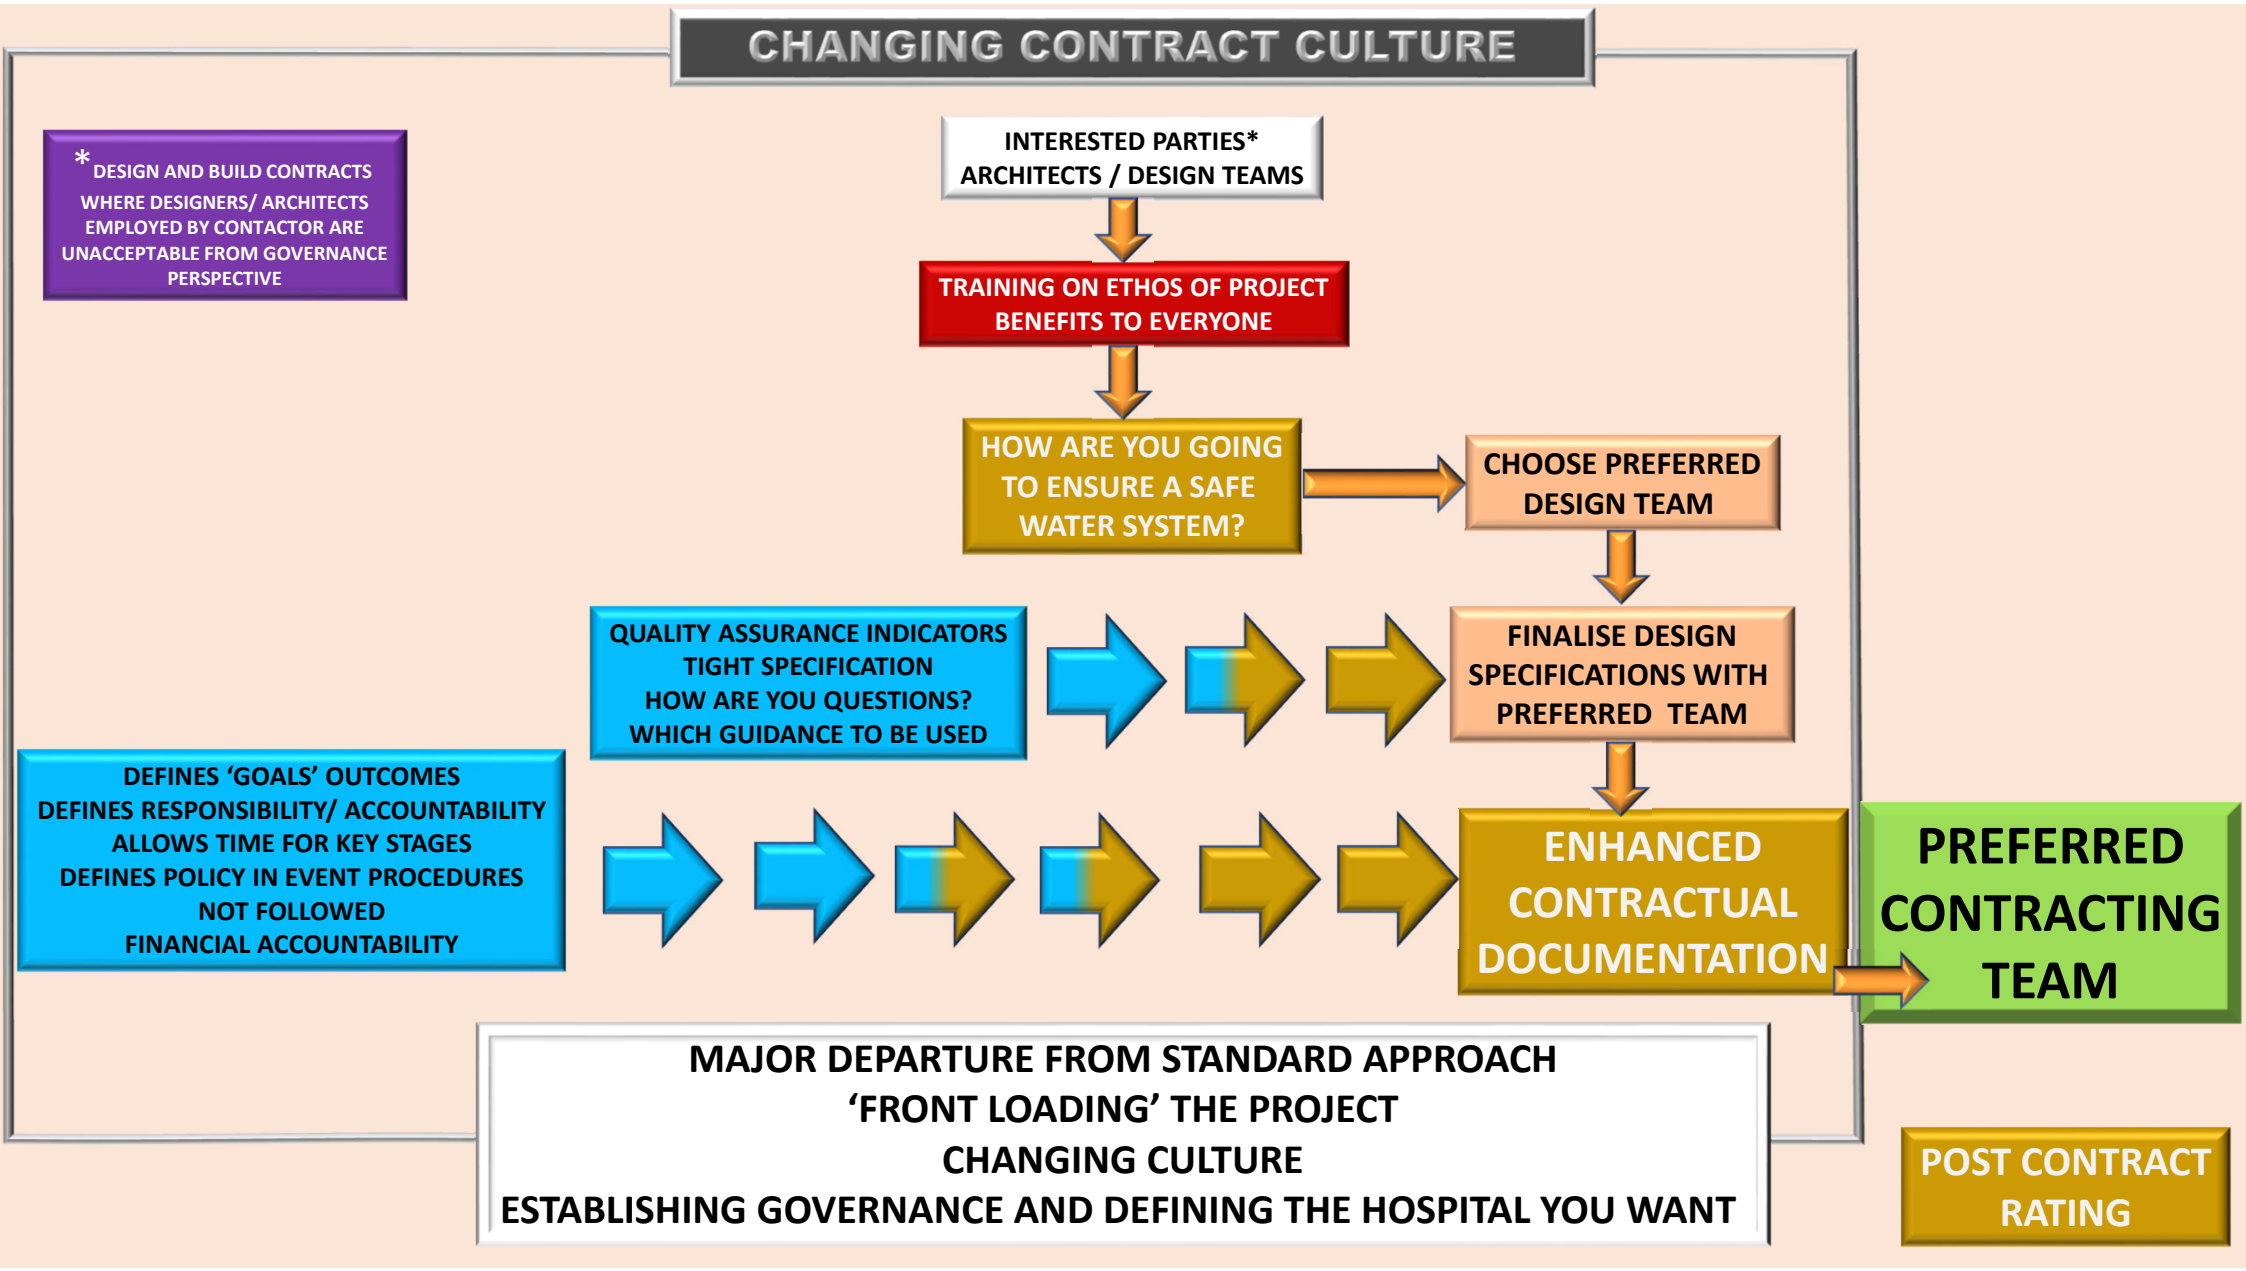 CHANGING CONTRACT CULTURE
* DESIGN AND BUILD CONTRACTS
WHERE DESIGNERS/ ARCHITECTS
EMPLOYED BY CONTACTOR ARE
UNACCEPTABLE FROM GOVERNANCE
PERSPECTIVE
INTERESTED PARTIES*
ARCHITECTS / DESIGN TEAMS
TRAINING ON ETHOS OF PROJECT
BENEFITS TO EVERYONE
HOW ARE YOU GOING
TO ENSURE A SAFE
WATER SYSTEM?
CHOOSE PREFERRED
DESIGN TEAM
QUALITY ASSURANCE INDICATORS
TIGHT SPECIFICATION
HOW ARE YOU QUESTIONS?
WHICH GUIDANCE TO BE USED
FINALISE DESIGN
SPECIFICATIONS WITH
PREFERRED TEAM
DEFINES ‘GOALS’ OUTCOMES
DEFINES RESPONSIBILITY/ ACCOUNTABILITY
ALLOWS TIME FOR KEY STAGES
DEFINES POLICY IN EVENT PROCEDURES
NOT FOLLOWED
FINANCIAL ACCOUNTABILITY
ENHANCED
CONTRACTUAL
DOCUMENTATION
PREFERRED
CONTRACTING
TEAM
MAJOR DEPARTURE FROM STANDARD APPROACH
‘FRONT LOADING’ THE PROJECT
CHANGING CULTURE
ESTABLISHING GOVERNANCE AND DEFINING THE HOSPITAL YOU WANT
POST CONTRACT
RATING